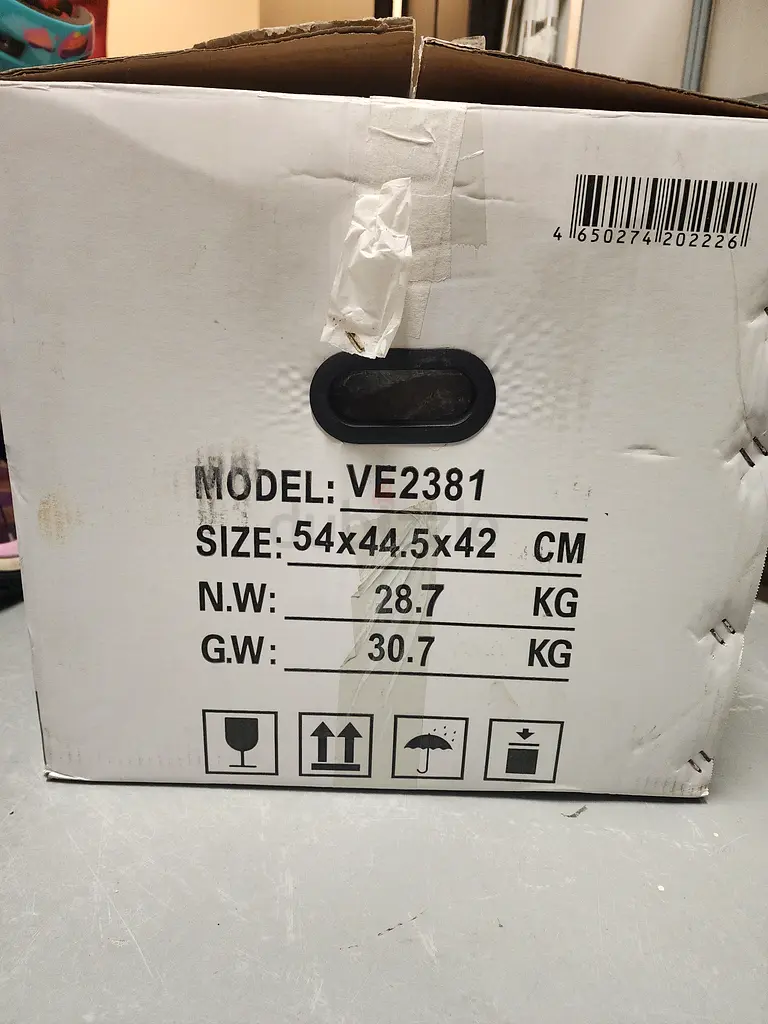 4 650274 202226
MODEL: VE2381
SIZE: 54x44.5x42 CM
N.W: 28.7 KG
G.W: 30.7 KG